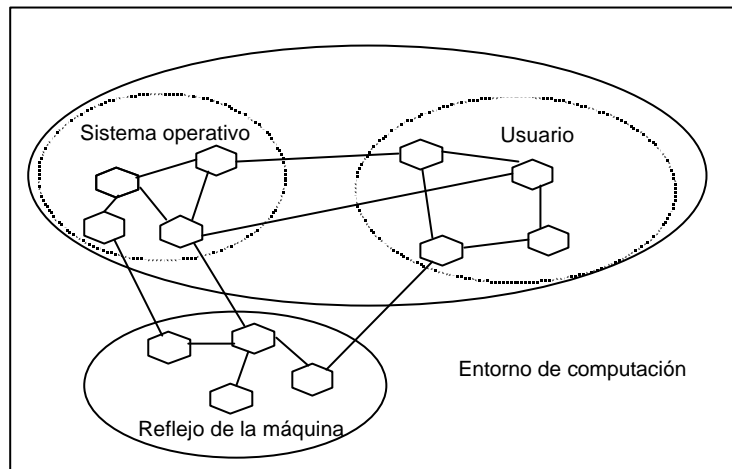 Sistema operativo
Usuario
Entorno de computación
Reflejo de la máquina